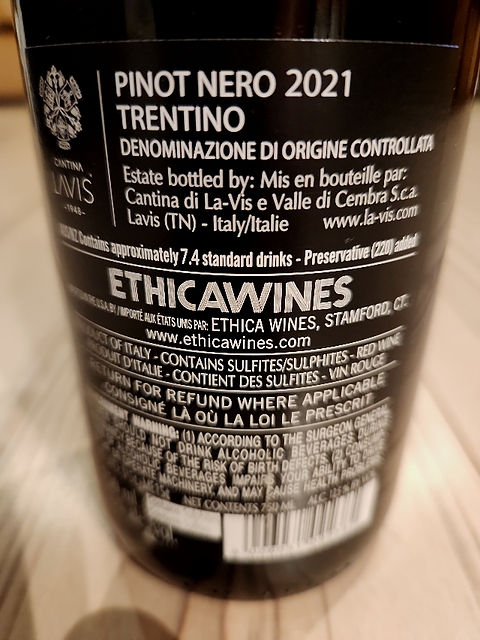 PINOT NERO 2021
TRENTINO
DENOMINAZIONE DI ORIGINE CONTROLLATA
CANTINA
LAVIS
-1948-
Estate bottled by: Mis en bouteille par:
Cantina di La-Vis e Valle di Cembra S.c.a.
Lavis (TN) - Italy/Italie www.la-vis.com
Contains approximately 7.4 standard drinks - Preservative (220) added
ETHICAWINES
U.S.A. BY / IMPORTÉ AUX ÉTATS UNIS PAR: ETHICA WINES, STAMFORD, CT.
www.ethicawines.com
PRODUCT OF ITALY - CONTAINS SULFITES/SULPHITES - RED WINE
PRODUIT D'ITALIE - CONTIENT DES SULFITES - VIN ROUGE
RETURN FOR REFUND WHERE APPLICABLE
CONSIGNÉ LÀ OÙ LA LOI LE PRESCRIT
WARNING: (1) ACCORDING TO THE SURGEON GENERAL,
NOT DRINK ALCOHOLIC BEVERAGES
BECAUSE OF THE RISK OF BIRTH DEFECTS. (2)
BEVERAGES IMPAIRS YOUR ABILITY
MACHINERY, AND MAY CAUSE HEALTH
NET CONTENTS 750 ML ALC.